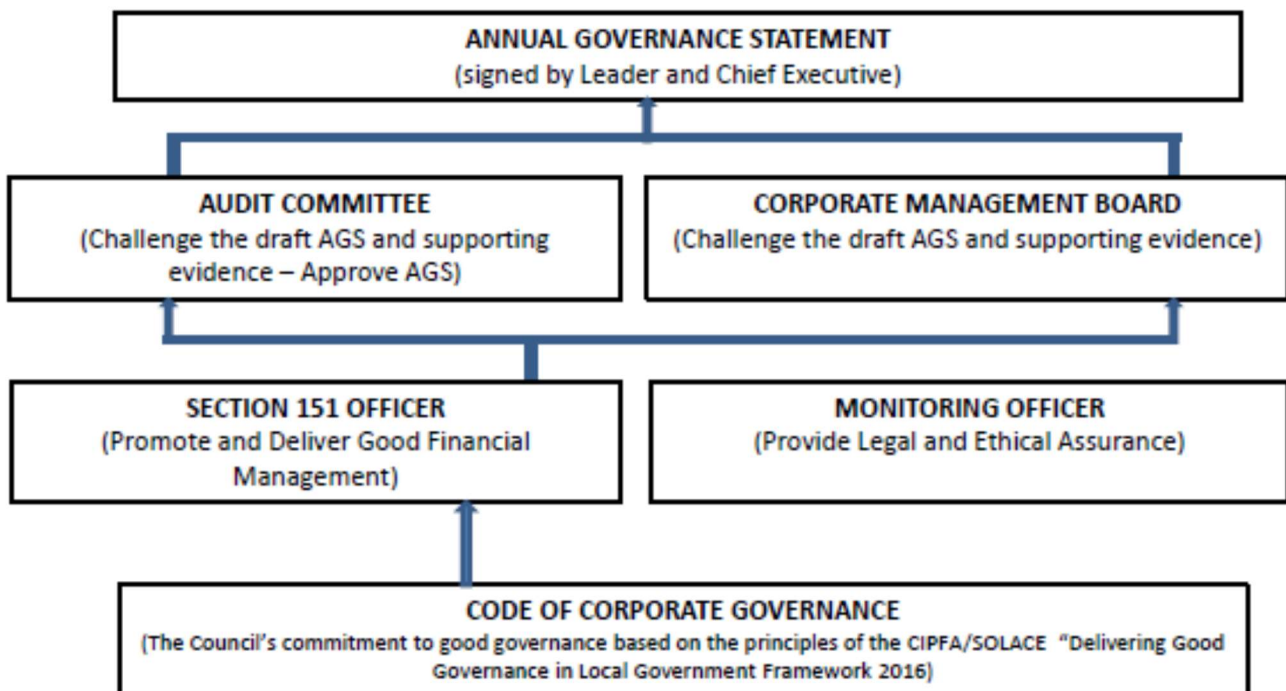 ANNUAL GOVERNANCE STATEMENT
(signed by Leader and Chief Executive)
AUDIT COMMITTEE
(Challenge the draft AGS and supporting
evidence – Approve AGS)
CORPORATE MANAGEMENT BOARD
(Challenge the draft AGS and supporting evidence)
SECTION 151 OFFICER
(Promote and Deliver Good Financial
Management)
MONITORING OFFICER
(Provide Legal and Ethical Assurance)
CODE OF CORPORATE GOVERNANCE
(The Council’s commitment to good governance based on the principles of the CIPFA/SOLACE “Delivering Good
Governance in Local Government Framework 2016)